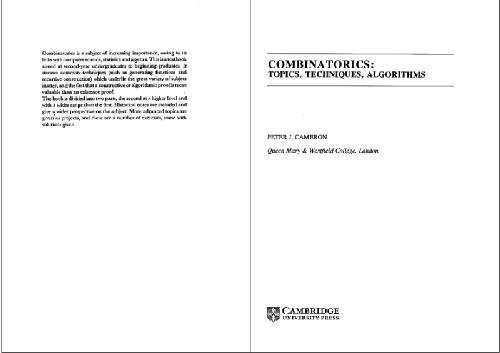 Combinatorics is a subject of increasing importance, owing to its
links with computer science, statistics and algebra. This is a textbook
aimed at second-year undergraduates to beginning graduates. It
stresses common techniques (such as generating functions and
recursive construction) which underlie the great variety of subject
matter, and the fact that a constructive or algorithmic proof is more
valuable than an existence proof.
The book is divided into two parts, the second at a higher level and
with a wider range than the first. Historical notes are included and
give a wider perspective on the subject. More advanced topics are
given as projects, and there are a number of exercises, some with
solutions given.
COMBINATORICS:
TOPICS, TECHNIQUES, ALGORITHMS
PETER J. CAMERON
Queen Mary & Westfield College, London
CAMBRIDGE
UNIVERSITY PRESS